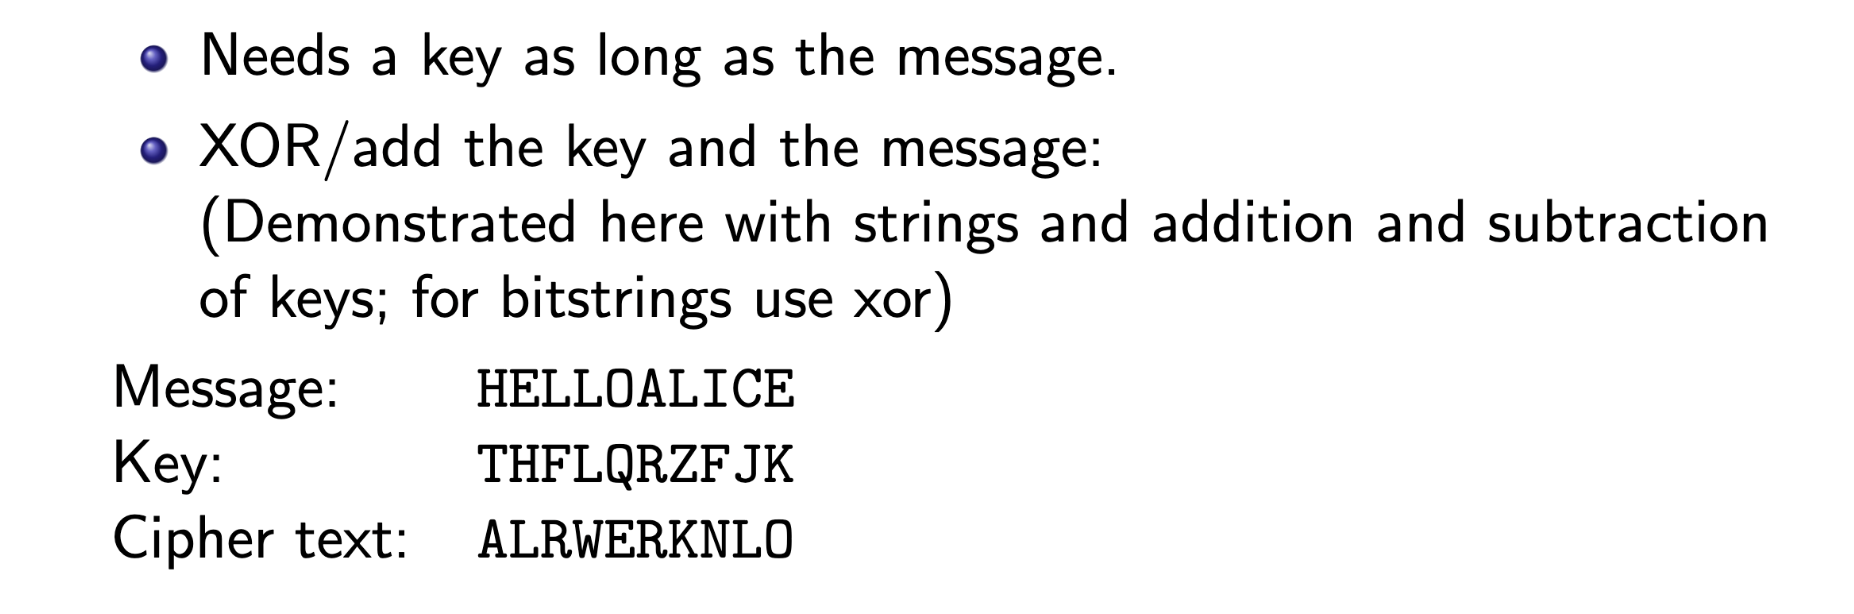 Needs a key as long as the message.
XOR/add the key and the message:
(Demonstrated here with strings and addition and subtraction
of keys; for bitstrings use xor)
Message: HELLOALICE
Key: THFLQRZFJK
Cipher text: ALRWERKNLO